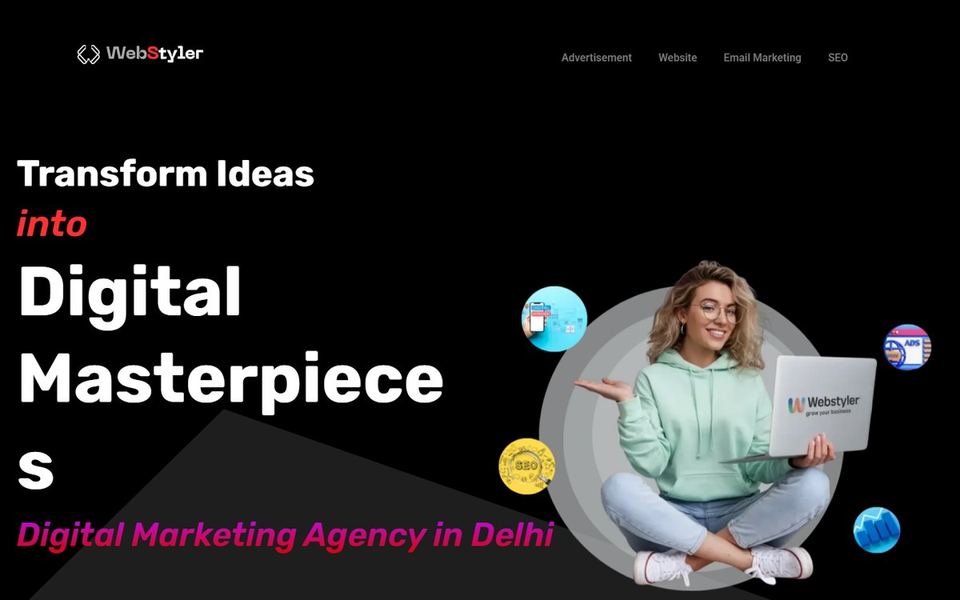 WebStyler
Advertisement
Website
Email Marketing
SEO
Transform Ideas
into
Digital
Masterpiece
s
Digital Marketing Agency in Delhi
ADS
Webstyler
grow your business
SEO